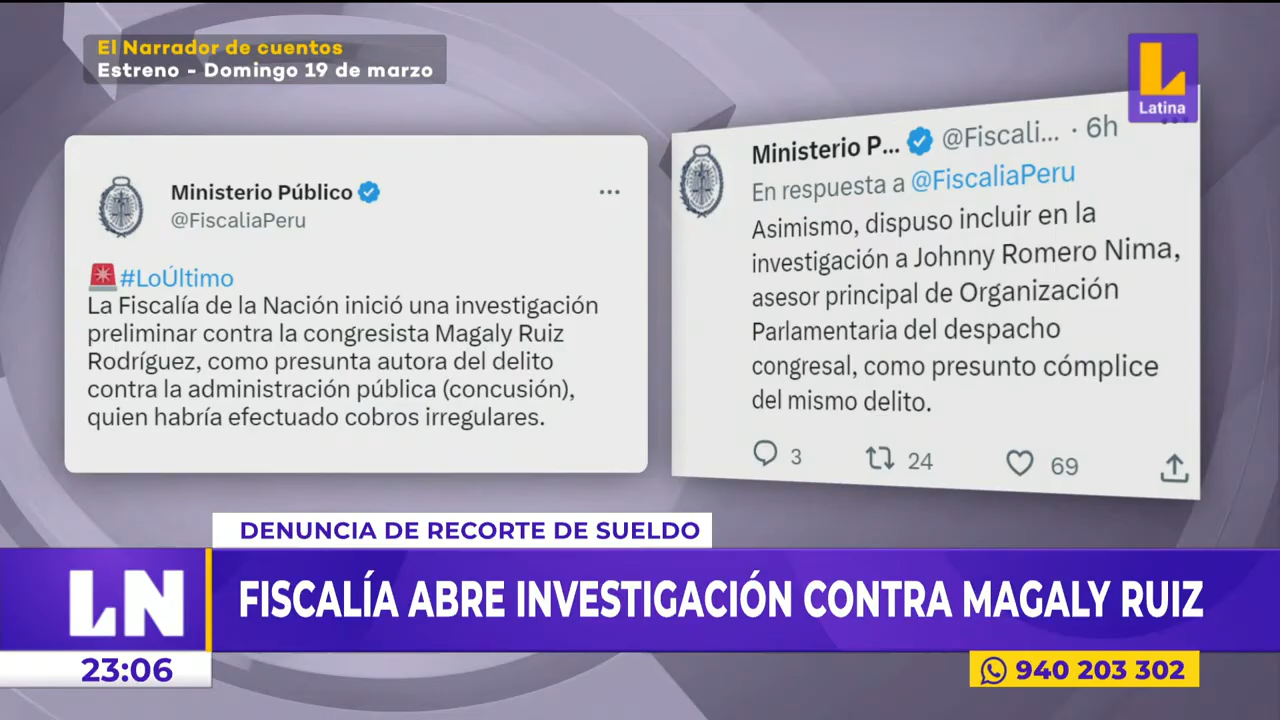 El Narrador de cuentos
Estreno - Domingo 19 de marzo
Latina
Ministerio Público
@FiscaliaPeru
#LoÚltimo
La Fiscalía de la Nación inició una investigación
preliminar contra la congresista Magaly Ruiz
Rodríguez, como presunta autora del delito
contra la administración pública (concusión),
quien habría efectuado cobros irregulares.
Ministerio P... @Fiscali... · 6h
En respuesta a @FiscaliaPeru
Asimismo, dispuso incluir en la
investigación a Johnny Romero Nima,
asesor principal de Organización
Parlamentaria del despacho
congresal, como presunto cómplice
del mismo delito.
3 24 69
DENUNCIA DE RECORTE DE SUELDO
LN
FISCALÍA ABRE INVESTIGACIÓN CONTRA MAGALY RUIZ
23:06
940 203 302